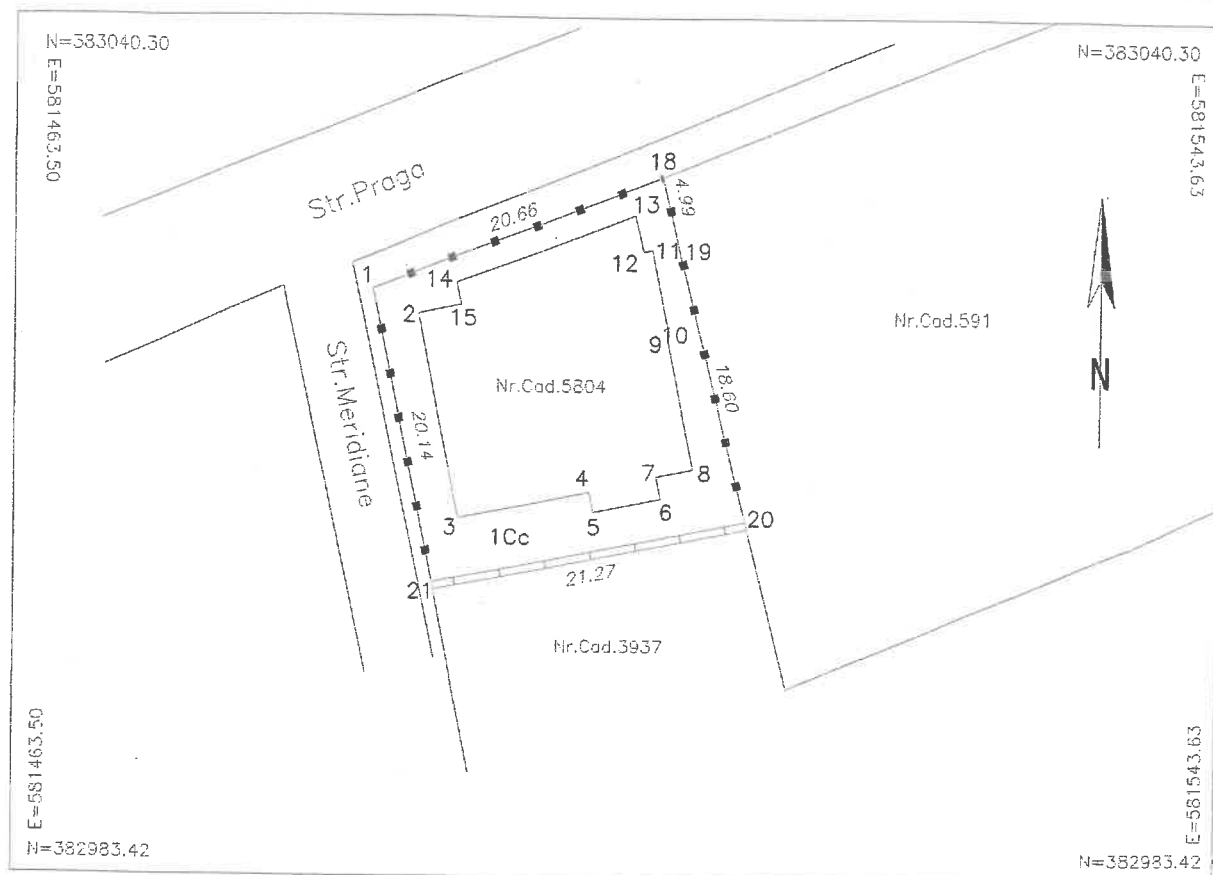 N=383040.30
N=383040.30
E=581463.50
E=581543.63
Str.Praga
18
4.99
20.66
13
1
14
12
11
19
2
15
10
9
Nr.Cad.591
Nr.Cad.5804
Str.Meridiane
18.60
N
20.14
4
7
8
3
5
6
20
1Cc
21
21.27
Nr.Cad.3937
E=581463.50
E=581543.63
N=382983.42
N=382983.42